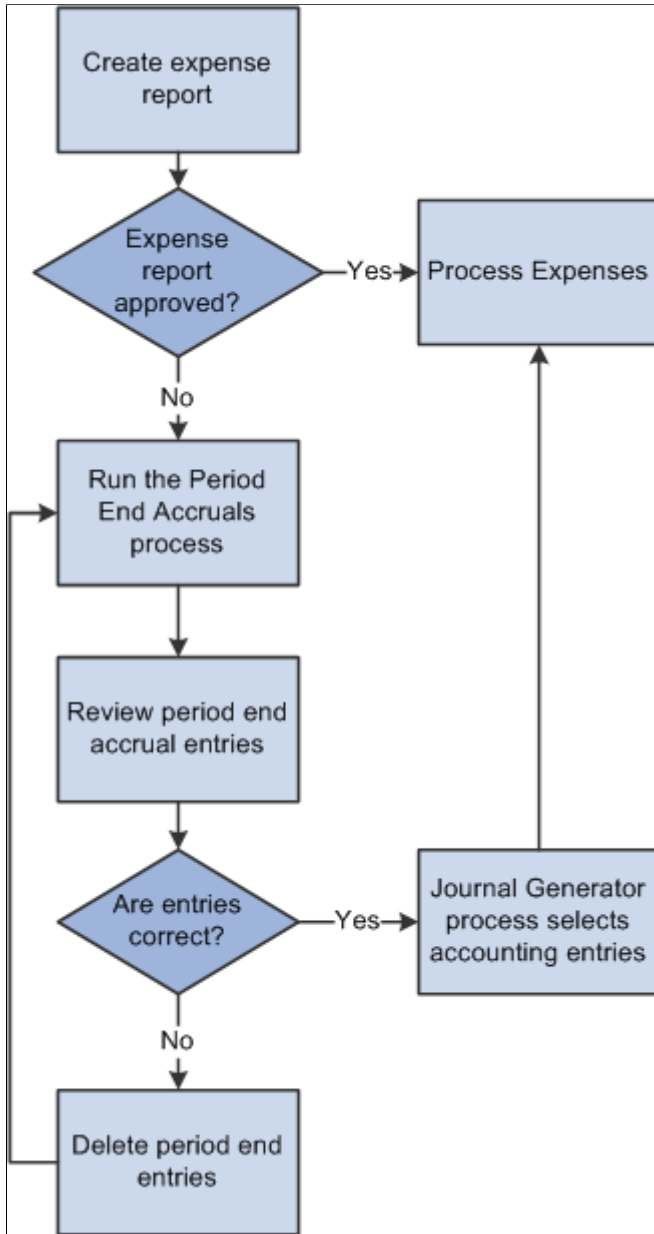 Create expense
report
Expense
report
approved?
Yes
Process Expenses
No
Run the Period
End Accruals
process
Review period end
accrual entries
Are entries
correct?
Yes
Journal Generator
process selects
accounting entries
No
Delete period end
entries